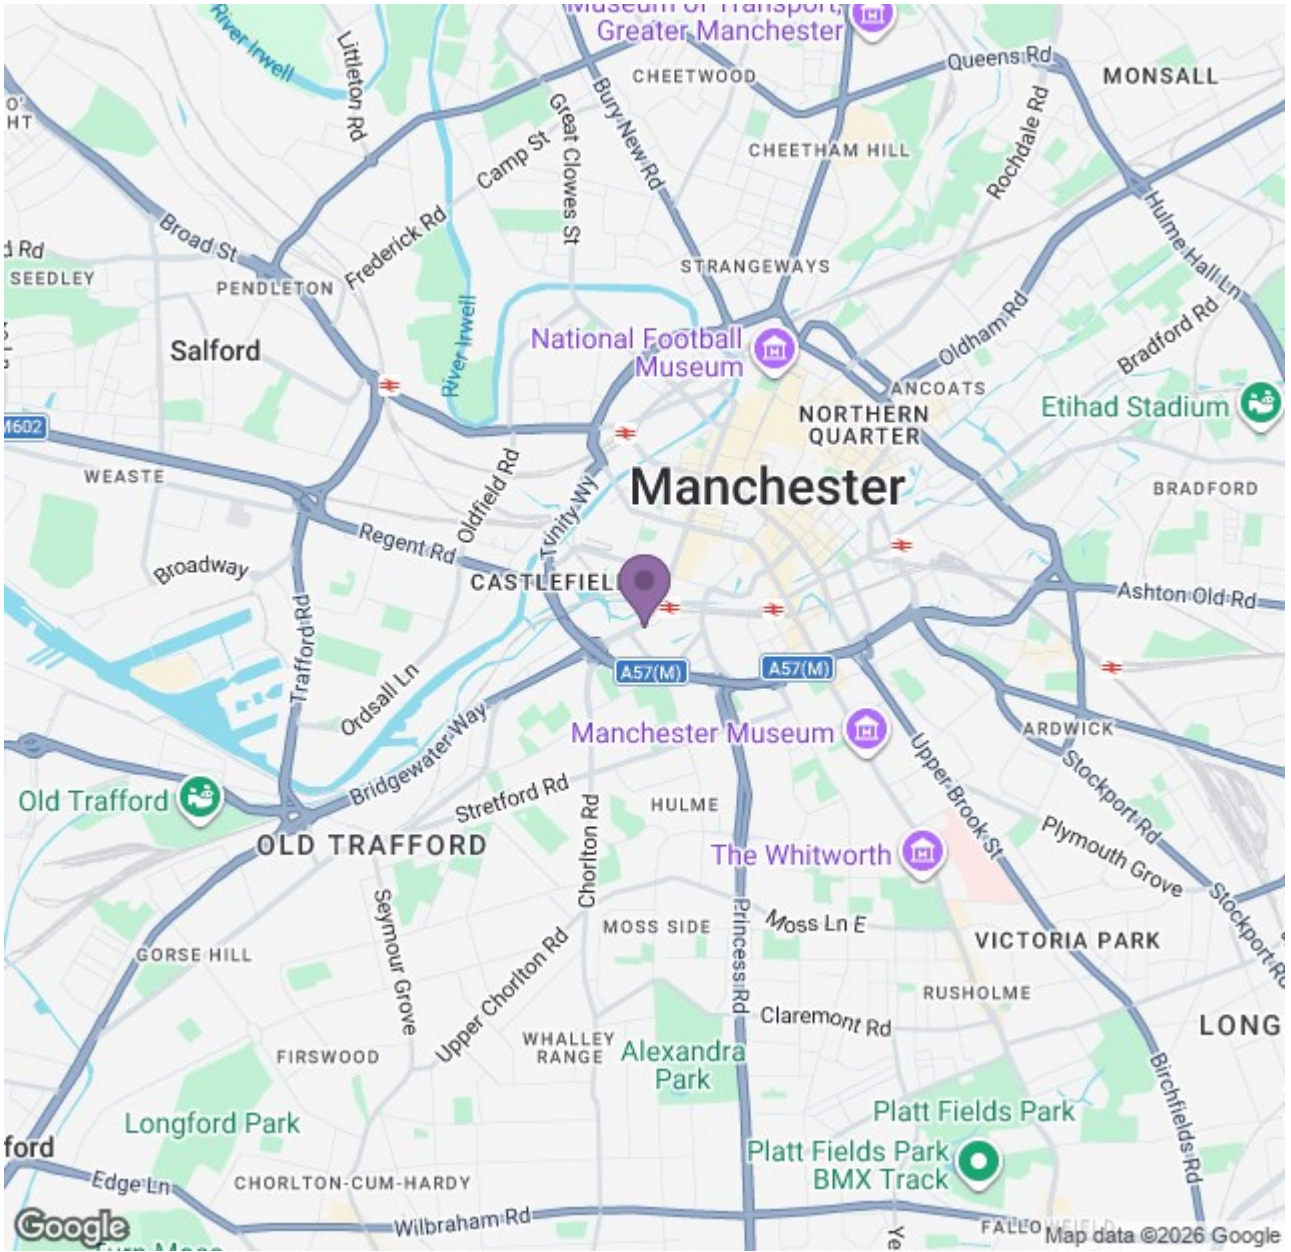 Museum of Transport,
Greater Manchester
River Irwell
Littleton Rd
CHEETWOOD
Queens Rd
MONSALL
Bury New Rd
Great Clowes St
Camp St
CHEETHAM HILL
Rochdale Rd
Broad St
Frederick Rd
Hulme Hall Ln
d Rd
SEEDLEY
PENDLETON
STRANGEWAYS
Salford
River Irwell
National Football
Museum
Oldham Rd
Bradford Rd
ANCOATS
Etihad Stadium
NORTHERN
QUARTER
M602
WEASTE
Oldfield Rd
Manchester
BRADFORD
Trinity Wy
Regent Rd
Broadway
CASTLEFIEL
Ashton Old Rd
Trafford Rd
Ordsall Ln
A57(M)
A57(M)
Bridgewater Way
Manchester Museum
ARDWICK
Upper Brook St
Stockport Rd
Old Trafford
Stretford Rd
HULME
OLD TRAFFORD
Chorlton Rd
The Whitworth
Plymouth Grove
Stockport Rd
Seymour Grove
Princess Rd
MOSS SIDE
Moss Ln E
VICTORIA PARK
GORSE HILL
Upper Chorlton Rd
RUSHOLME
Claremont Rd
LONG
FIRSWOOD
WHALLEY
RANGE
Alexandra
Park
Birchfields Rd
Longford Park
Platt Fields Park
ford
Platt Fields Park
BMX Track
Edge Ln
CHORLTON-CUM-HARDY
Wilbraham Rd
Google
Turn Moss
Ye
FALLOWFIELD
Map data ©2026 Google